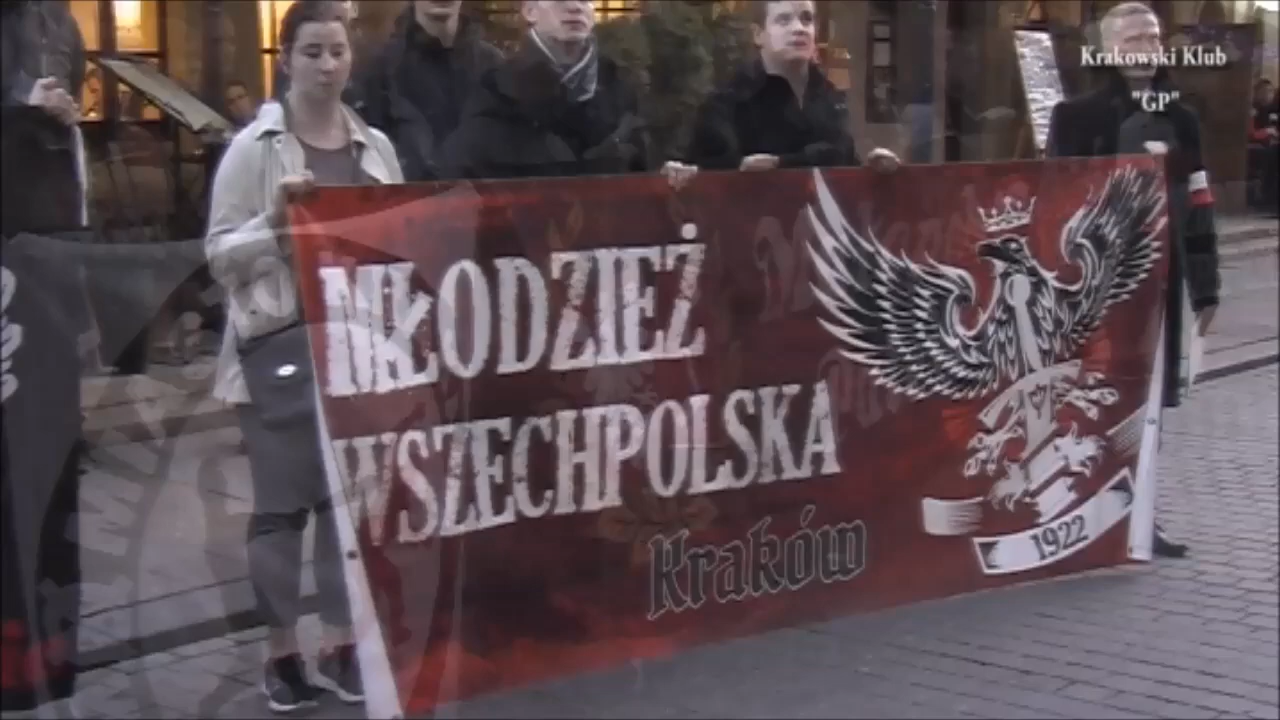 Krakowski Klub
"GP"
MŁODZIEŻ
WSZECHPOLSKA
Kraków
1922